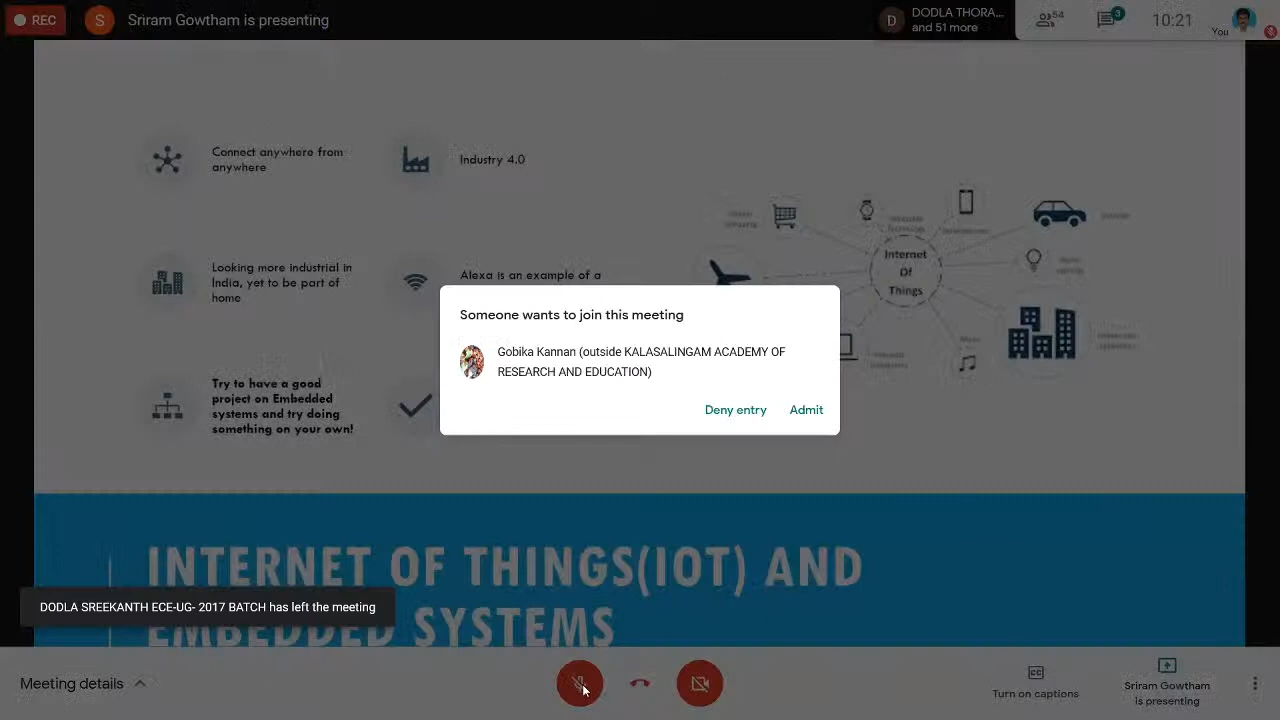 REC
S
Sriram Gowtham is presenting
D
DODLA THORA...
and 51 more
54
3
10:21
You
Connect anywhere from
anywhere
Industry 4.0
Looking more industrial in
India, yet to be part of
home
Alexa is an example of a
Try to have a good
project on Embedded
systems and try doing
something on your own!
Internet
Of
Things
Someone wants to join this meeting
Gobika Kannan (outside KALASALINGAM ACADEMY OF
RESEARCH AND EDUCATION)
Deny entry
Admit
INTERNET OF THINGS(IOT) AND
EMBEDDED SYSTEMS
DODLA SREEKANTH ECE-UG- 2017 BATCH has left the meeting
Meeting details
CC
Turn on captions
Sriram Gowtham
is presenting